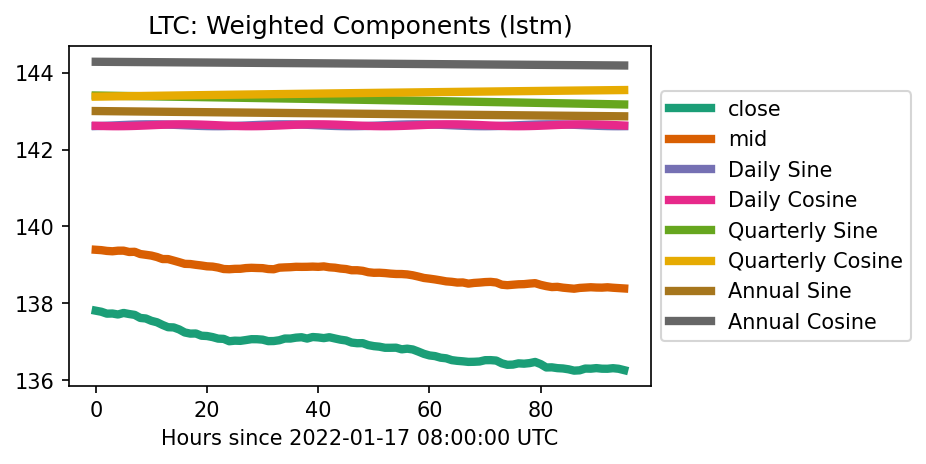 LTC: Weighted Components (lstm)
144
142
140
138
136
0 20 40 60 80
Hours since 2022-01-17 08:00:00 UTC
close
mid
Daily Sine
Daily Cosine
Quarterly Sine
Quarterly Cosine
Annual Sine
Annual Cosine